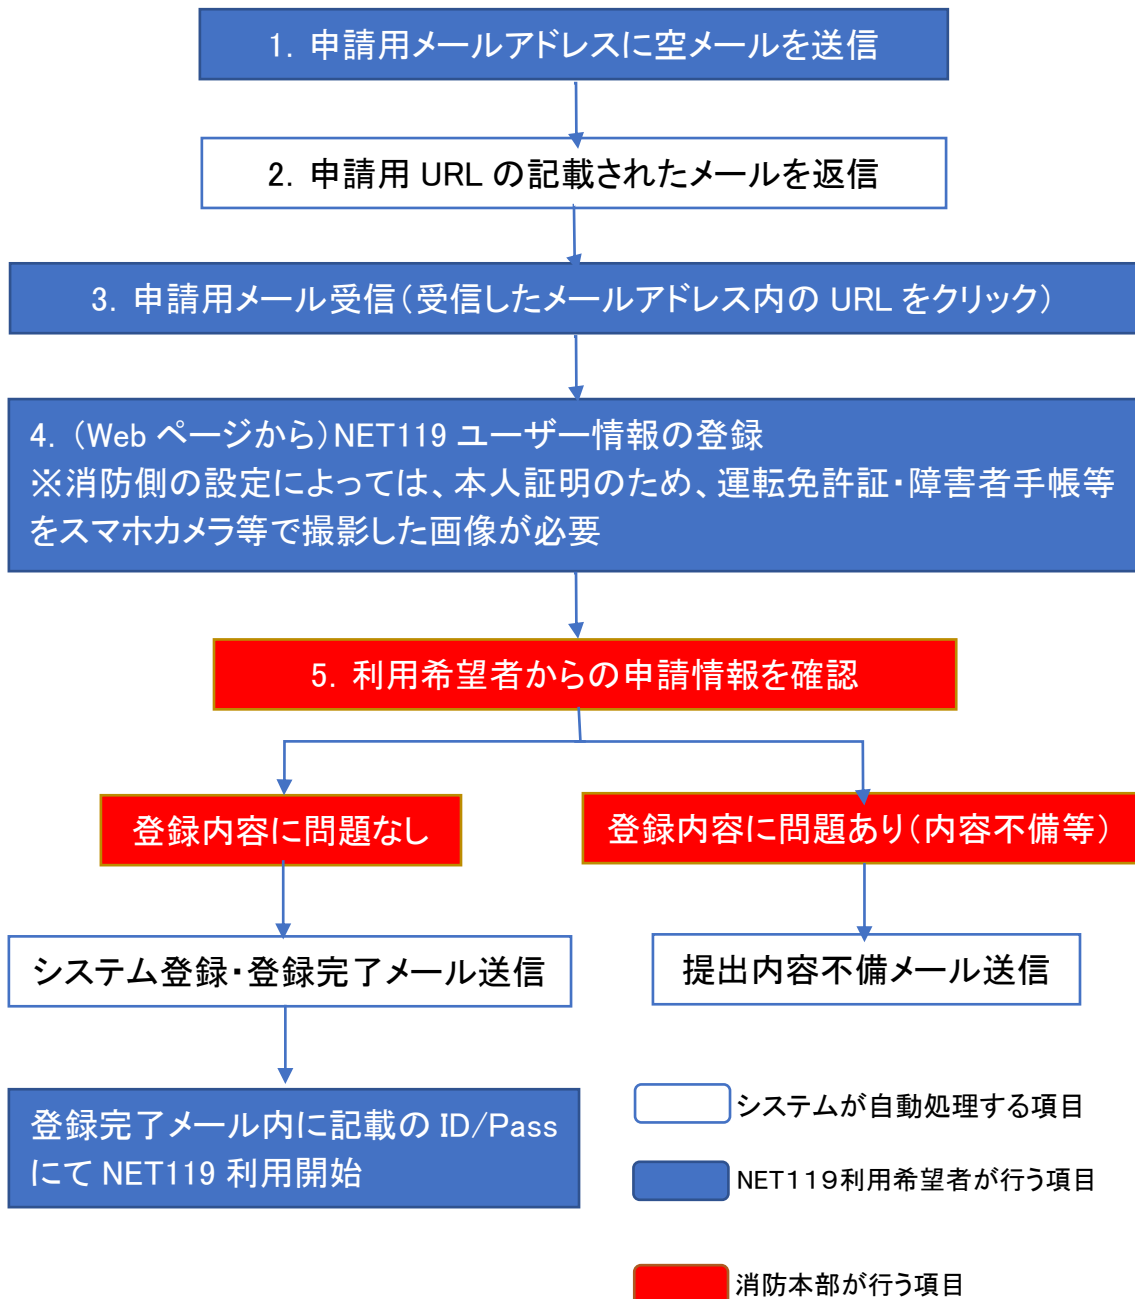 1. 申請用メールアドレスに空メールを送信
2. 申請用 URL の記載されたメールを返信
3. 申請用メール受信（受信したメールアドレス内の URL をクリック）
4. （Web ページから）NET119 ユーザー情報の登録
※消防側の設定によっては、本人証明のため、運転免許証・障害者手帳等
をスマホカメラ等で撮影した画像が必要
5. 利用希望者からの申請情報を確認
登録内容に問題なし
登録内容に問題あり（内容不備等）
システム登録・登録完了メール送信
提出内容不備メール送信
登録完了メール内に記載の ID/Pass
にて NET119 利用開始
システムが自動処理する項目
NET１１９利用希望者が行う項目
消防本部が行う項目